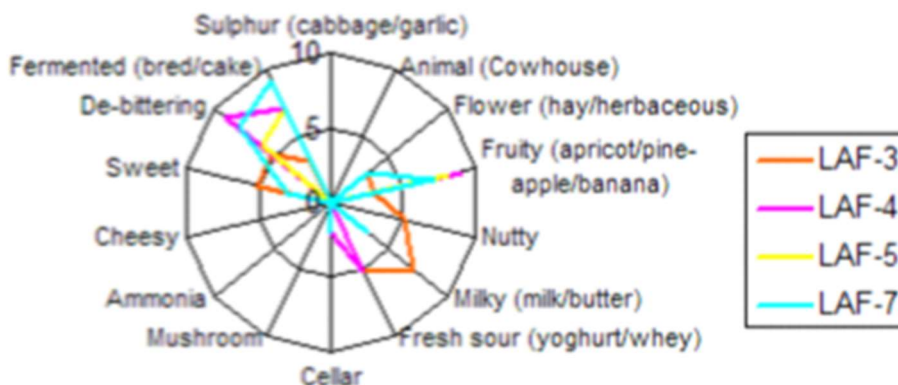 Sulphur (cabbage/garlic)
10
Fermented (bred/cake)
Animal (Cowhouse)
De-bittering
Flower (hay/herbaceous)
5
Sweet
Fruity (apricot/pine-
apple/banana)
0
Cheesy
Nutty
Ammonia
Milky (milk/butter)
Mushroom
Fresh sour (yoghurt/whey)
Cellar
LAF-3
LAF-4
LAF-5
LAF-7